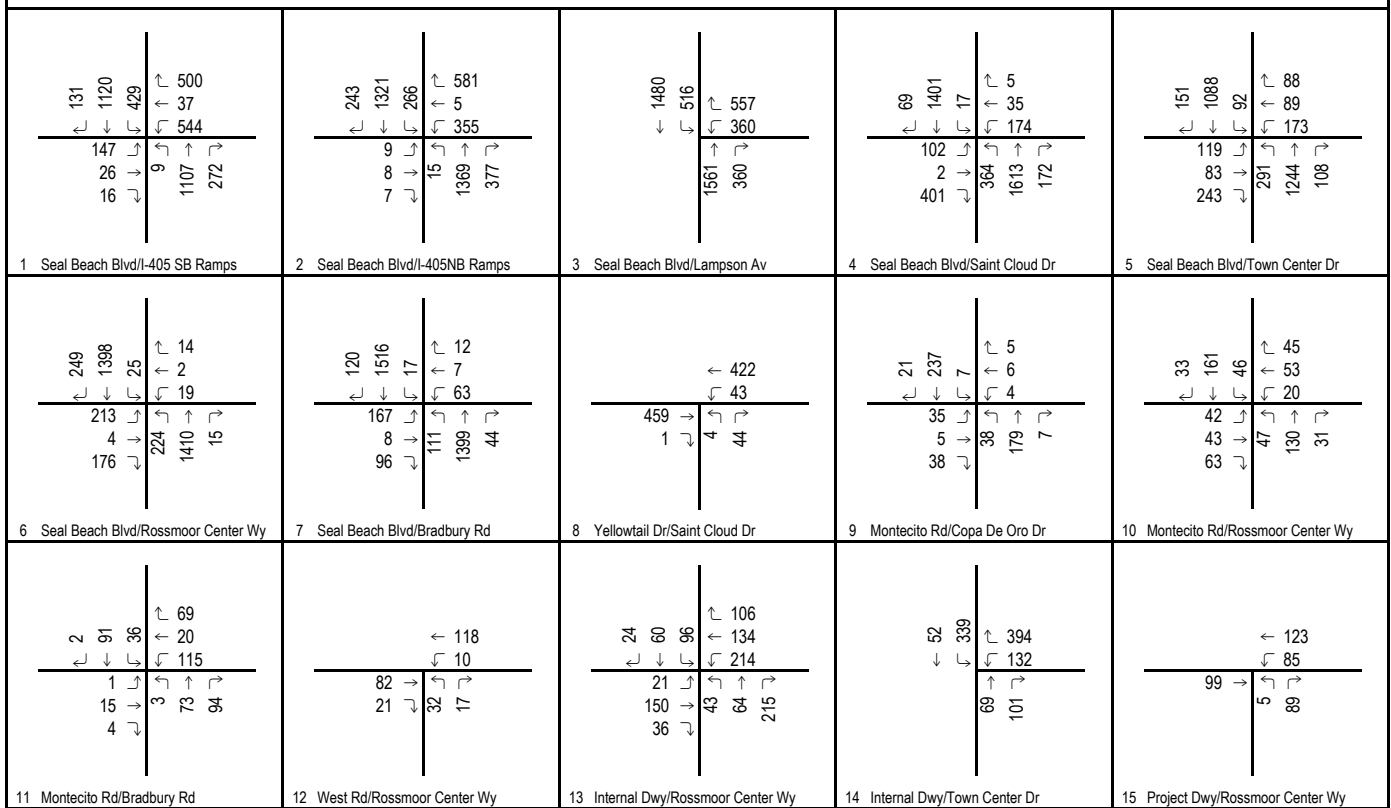 131 1120 429
↵ ↓ ↳
↑ 500
← 37
↓ 544
147 ↑
26 →
16 ↓
↰ ↑ ↱
9 1107 272
1 Seal Beach Blvd/I-405 SB Ramps
243 1321 266
↵ ↓ ↳
↑ 581
← 5
↓ 355
9 ↑
8 →
7 ↓
↰ ↑ ↱
15 1369 377
2 Seal Beach Blvd/I-405NB Ramps
1480 516
↓ ↳
↑ 557
↓ 360
↑ ↱
1561 360
3 Seal Beach Blvd/Lampson Av
69 1401 17
↵ ↓ ↳
↑ 5
← 35
↓ 174
102 ↑
2 →
401 ↓
↰ ↑ ↱
364 1613 172
4 Seal Beach Blvd/Saint Cloud Dr
151 1088 92
↵ ↓ ↳
↑ 88
← 89
↓ 173
119 ↑
83 →
243 ↓
↰ ↑ ↱
291 1244 108
5 Seal Beach Blvd/Town Center Dr
249 1398 25
↵ ↓ ↳
↑ 14
← 2
↓ 19
213 ↑
4 →
176 ↓
↰ ↑ ↱
224 1410 15
6 Seal Beach Blvd/Rossmoor Center Wy
120 1516 17
↵ ↓ ↳
↑ 12
← 7
↓ 63
167 ↑
8 →
96 ↓
↰ ↑ ↱
111 1399 44
7 Seal Beach Blvd/Bradbury Rd
← 422
↓ 43
459 →
1 ↓
↰ ↱
4 44
8 Yellowtail Dr/Saint Cloud Dr
21 237 7
↵ ↓ ↳
↑ 5
← 6
↓ 4
35 ↑
5 →
38 ↓
↰ ↑ ↱
38 179 7
9 Montecito Rd/Copa De Oro Dr
33 161 46
↵ ↓ ↳
↑ 45
← 53
↓ 20
42 ↑
43 →
63 ↓
↰ ↑ ↱
47 130 31
10 Montecito Rd/Rossmoor Center Wy
2 91 36
↵ ↓ ↳
↑ 69
← 20
↓ 115
1 ↑
15 →
4 ↓
↰ ↑ ↱
3 73 94
11 Montecito Rd/Bradbury Rd
← 118
↓ 10
82 →
21 ↓
↰ ↱
32 17
12 West Rd/Rossmoor Center Wy
24 60 96
↵ ↓ ↳
↑ 106
← 134
↓ 214
21 ↑
150 →
36 ↓
↰ ↑ ↱
43 64 215
13 Internal Dwy/Rossmoor Center Wy
52 339
↓ ↳
↑ 394
↓ 132
↑ ↱
69 101
14 Internal Dwy/Town Center Dr
← 123
↓ 85
99 →
↰ ↱
5 89
15 Project Dwy/Rossmoor Center Wy